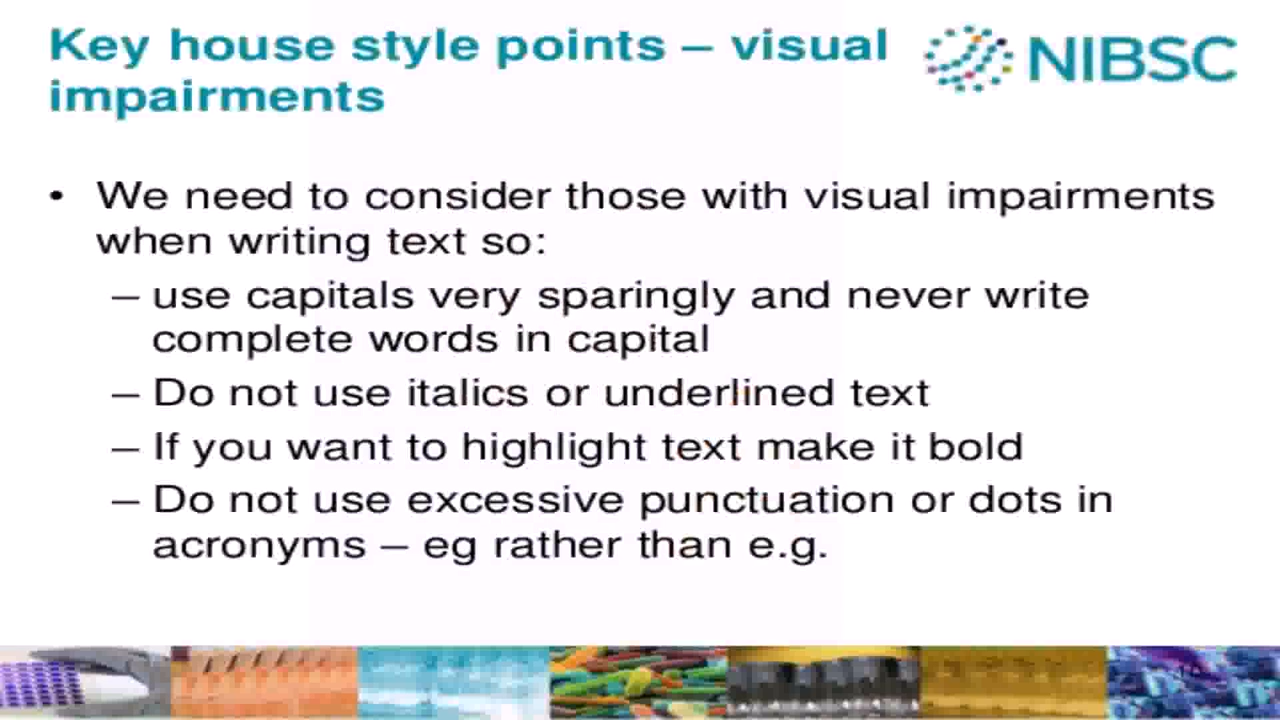 Key house style points – visual
impairments
NIBSC
• We need to consider those with visual impairments
when writing text so:
– use capitals very sparingly and never write
complete words in capital
– Do not use italics or underlined text
– If you want to highlight text make it bold
– Do not use excessive punctuation or dots in
acronyms – eg rather than e.g.